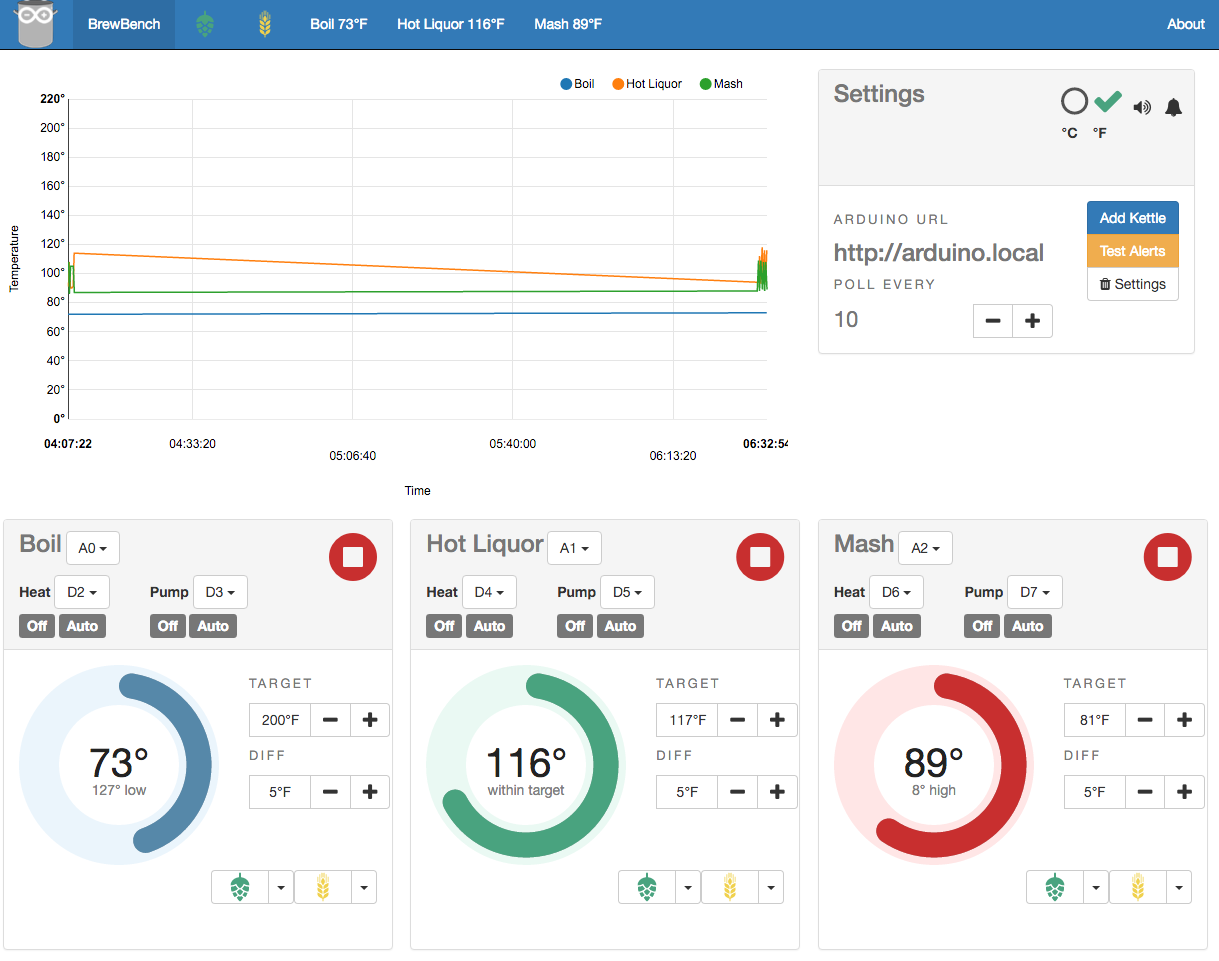 BrewBench Boil 73°F Hot Liquor 116°F Mash 89°F About
Boil Hot Liquor Mash
220°
200°
180°
160°
140°
120°
100°
80°
60°
40°
20°
0°
Temperature
04:07:22 04:33:20 05:06:40 05:40:00 06:13:20 06:32:54
Time
Settings
°C °F
ARDUINO URL
http://arduino.local
POLL EVERY
10
Add Kettle
Test Alerts
Settings
Boil A0
Heat D2 Pump D3
Off Auto Off Auto
73°
127° low
TARGET
200°F
DIFF
5°F
Hot Liquor A1
Heat D4 Pump D5
Off Auto Off Auto
116°
within target
TARGET
117°F
DIFF
5°F
Mash A2
Heat D6 Pump D7
Off Auto Off Auto
89°
8° high
TARGET
81°F
DIFF
5°F